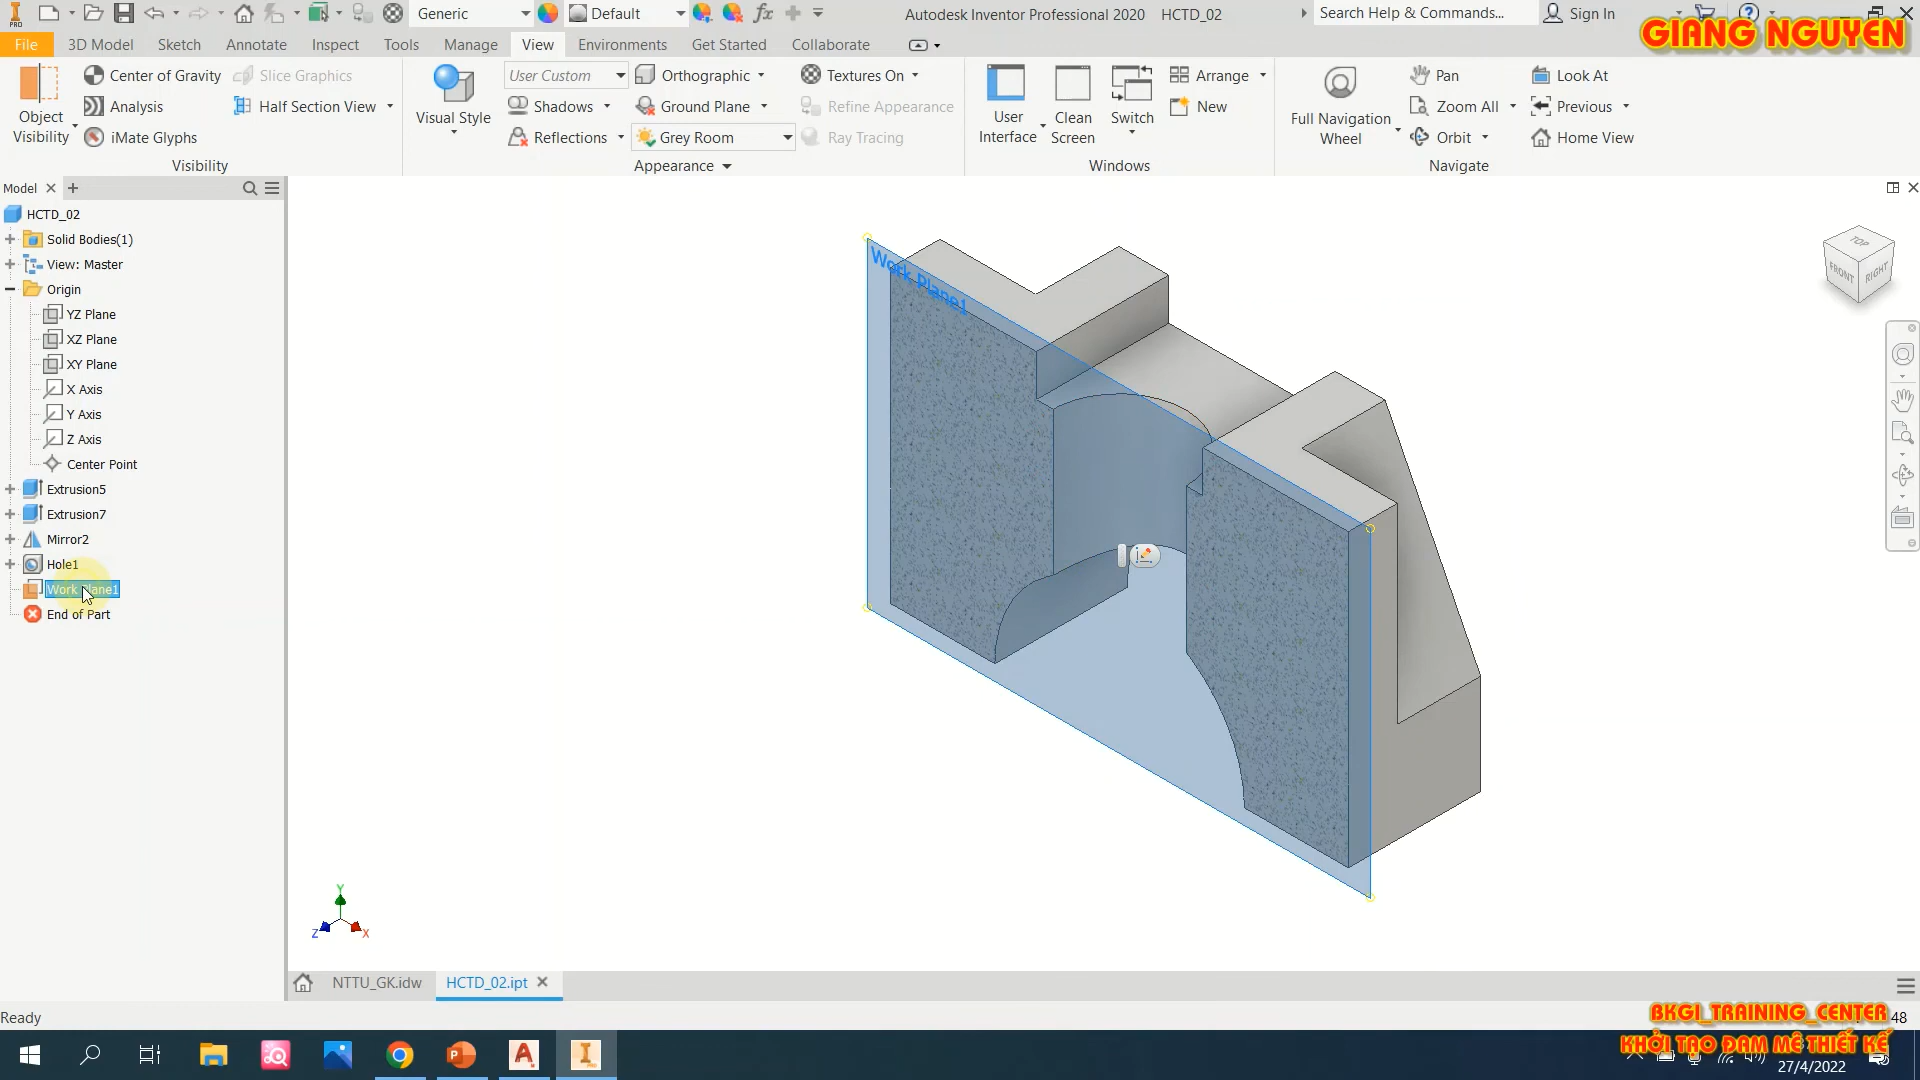 Generic
Default
Autodesk Inventor Professional 2020 HCTD_02
Search Help & Commands...
Sign In
GIANG NGUYEN
File 3D Model Sketch Annotate Inspect Tools Manage View Environments Get Started Collaborate
Object Visibility
Center of Gravity
Slice Graphics
Analysis
Half Section View
iMate Glyphs
Visibility
Visual Style
User Custom
Shadows
Reflections
Orthographic
Ground Plane
Grey Room
Textures On
Refine Appearance
Ray Tracing
Appearance
User Interface
Clean Screen
Switch
Arrange
New
Windows
Full Navigation Wheel
Pan
Zoom All
Orbit
Look At
Previous
Home View
Navigate
Model
HCTD_02
Solid Bodies(1)
View: Master
Origin
YZ Plane
XZ Plane
XY Plane
X Axis
Y Axis
Z Axis
Center Point
Extrusion5
Extrusion7
Mirror2
Hole1
Work Plane1
End of Part
Work Plane1
TOP
FRONT
RIGHT
Y
Z
X
NTTU_GK.idw
HCTD_02.ipt
Ready
BKGI_TRAINING_CENTER
48
KHỞI TẠO ĐAM MÊ THIẾT KẾ
27/4/2022